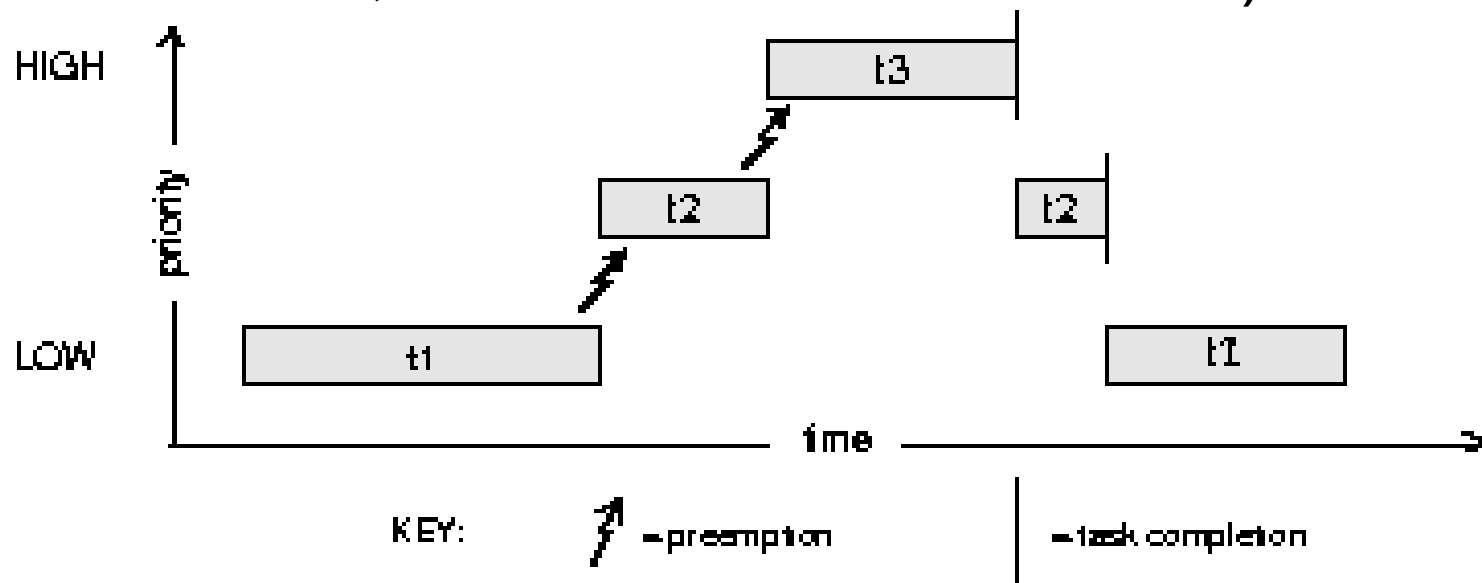 HIGH
t3
priority
t2
t2
LOW
t1
t1
time
KEY:
=preemption
=task completion